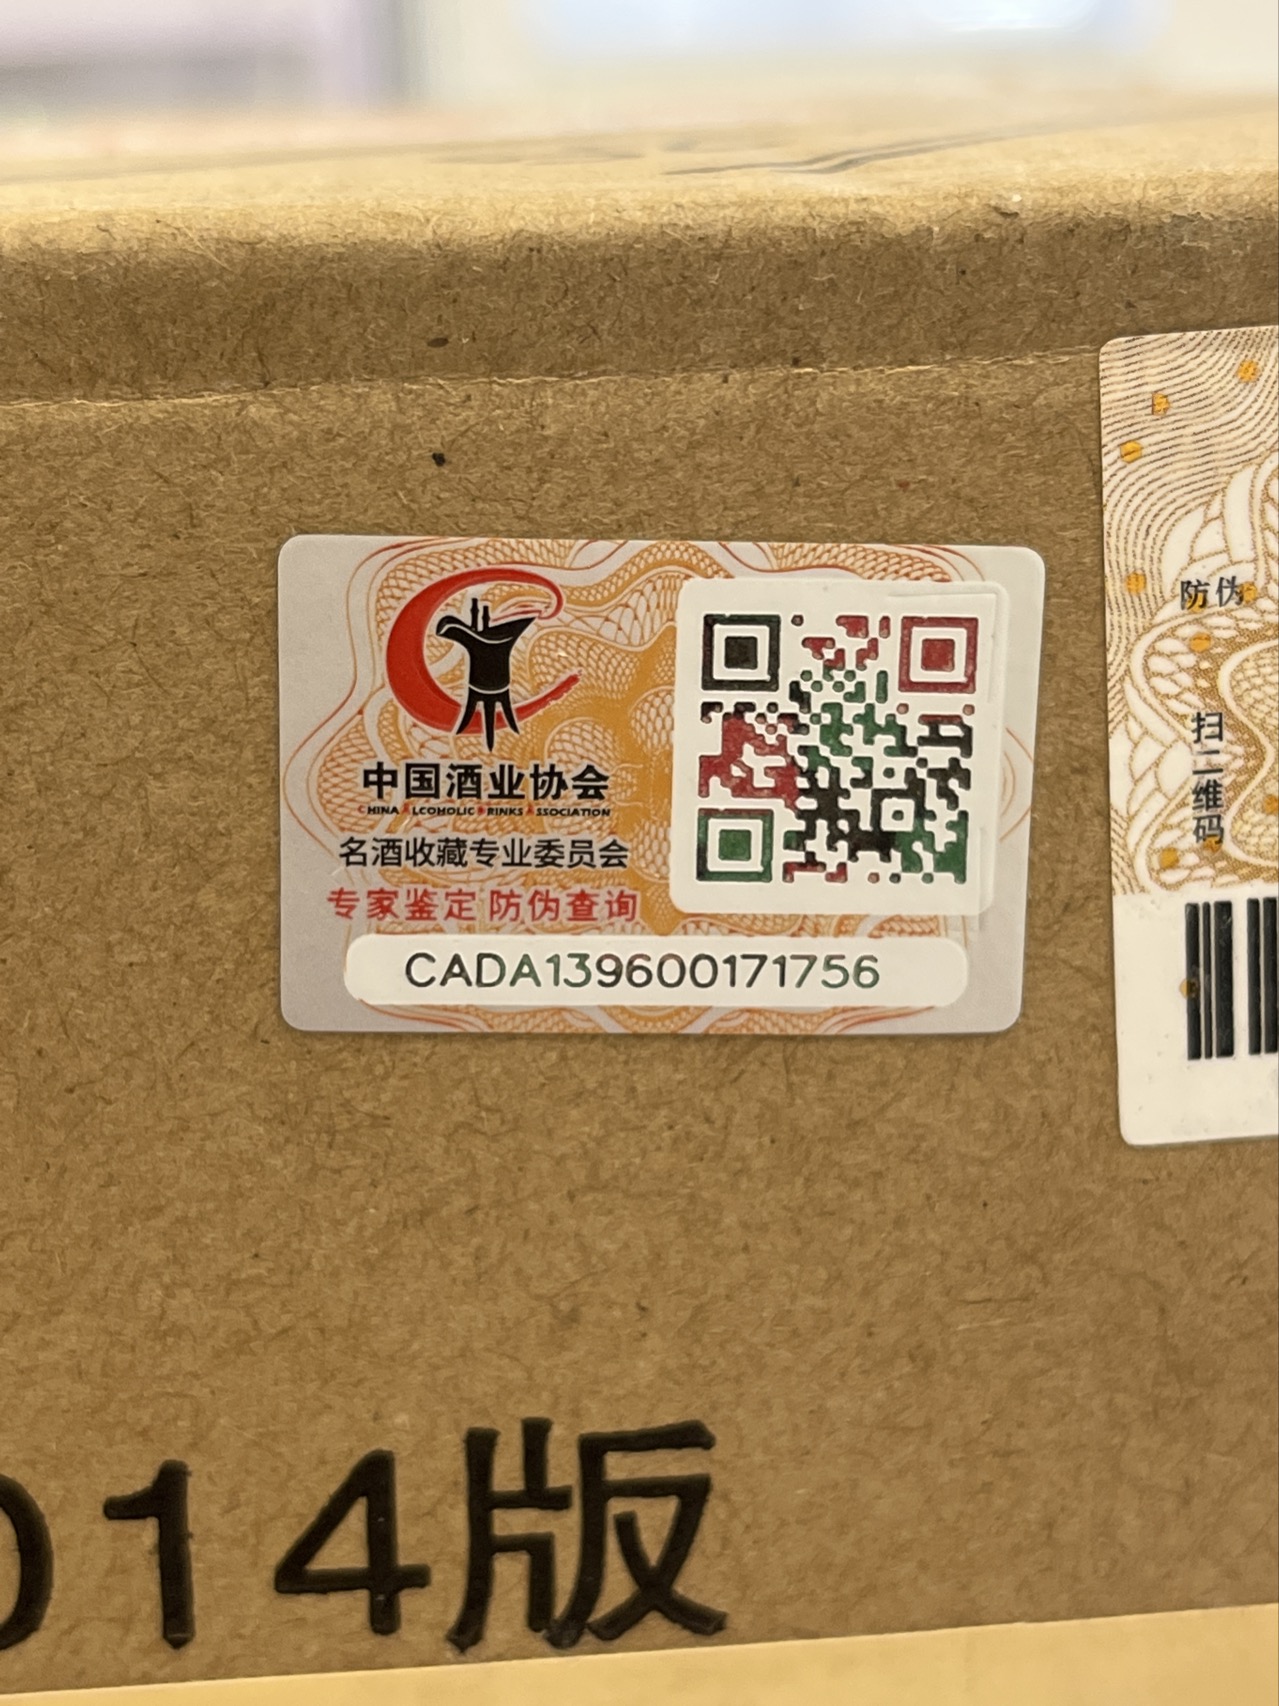 中国酒业协会
CHINA ALCOHOLIC DRINKS ASSOCIATION
名酒收藏专业委员会
专家鉴定 防伪查询
CADA139600171756
防伪
扫二维码
014版